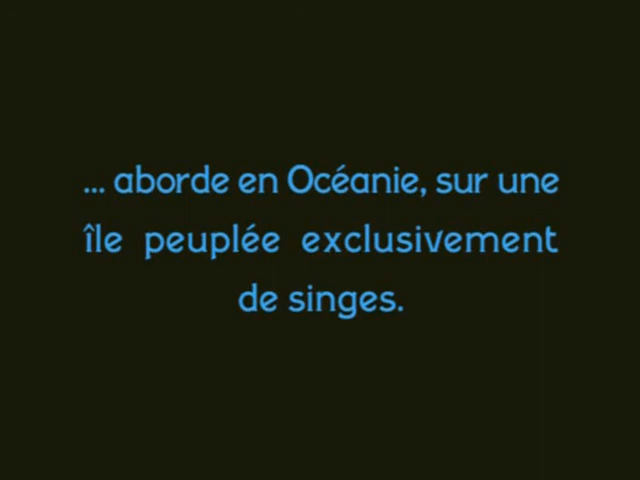 ... aborde en Océanie, sur une
île peuplée exclusivement
de singes.